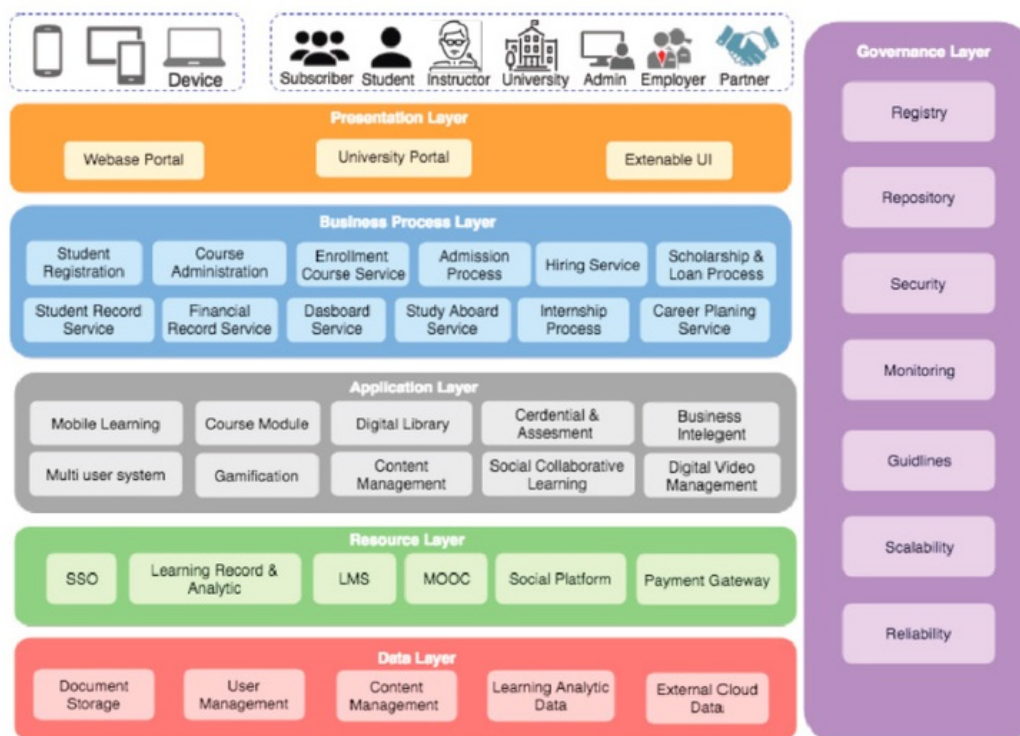 Device
Subscriber Student Instructor University Admin Employer Partner
Presentation Layer
Webase Portal
University Portal
Extenable UI
Business Process Layer
Student
Registration
Course
Administration
Enrollment
Course Service
Admission
Process
Hiring Service
Scholarship &
Loan Process
Student Record
Service
Financial
Record Service
Dasboard
Service
Study Aboard
Service
Internship
Process
Career Planing
Service
Application Layer
Mobile Learning
Course Module
Digital Library
Cerdential &
Assesment
Business
Intelegent
Multi user system
Gamification
Content
Management
Social Collaborative
Learning
Digital Video
Management
Resource Layer
SSO
Learning Record &
Analytic
LMS
MOOC
Social Platform
Payment Gateway
Data Layer
Document
Storage
User
Management
Content
Management
Learning Analytic
Data
External Cloud
Data
Governance Layer
Registry
Repository
Security
Monitoring
Guidlines
Scalability
Reliability